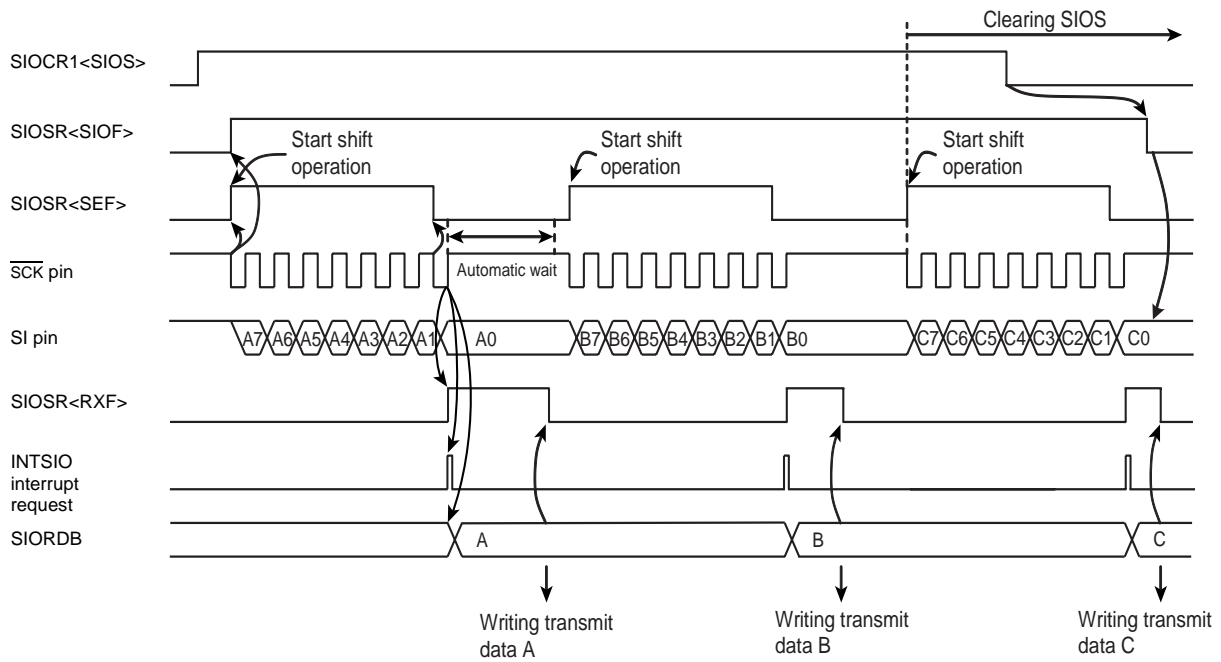 Clearing SIOS
SIOCR1<SIOS>
SIOSR<SIOF>
Start shift
operation
Start shift
operation
Start shift
operation
SIOSR<SEF>
SCK pin
Automatic wait
SI pin
A7 A6 A5 A4 A3 A2 A1 A0 B7 B6 B5 B4 B3 B2 B1 B0 C7 C6 C5 C4 C3 C2 C1 C0
SIOSR<RXF>
INTSIO
interrupt
request
SIORDB
A B C
Writing transmit
data A
Writing transmit
data B
Writing transmit
data C